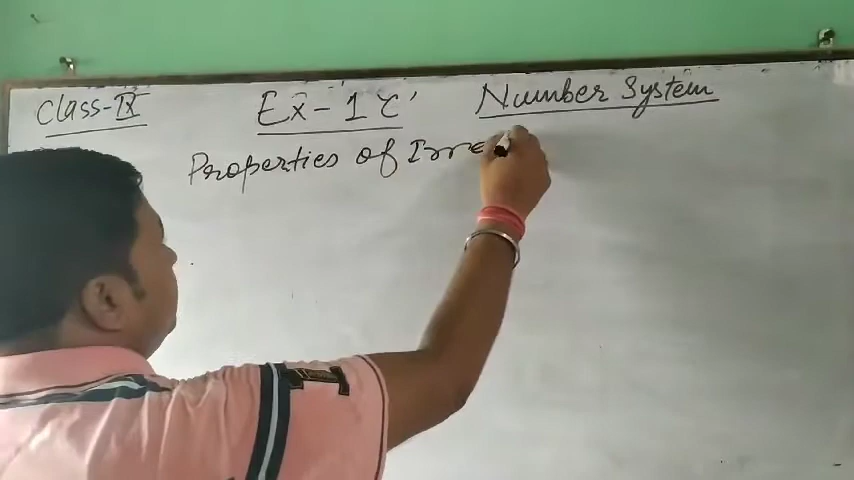 Class-IX Ex-1'C' Number System
Properties of Irre